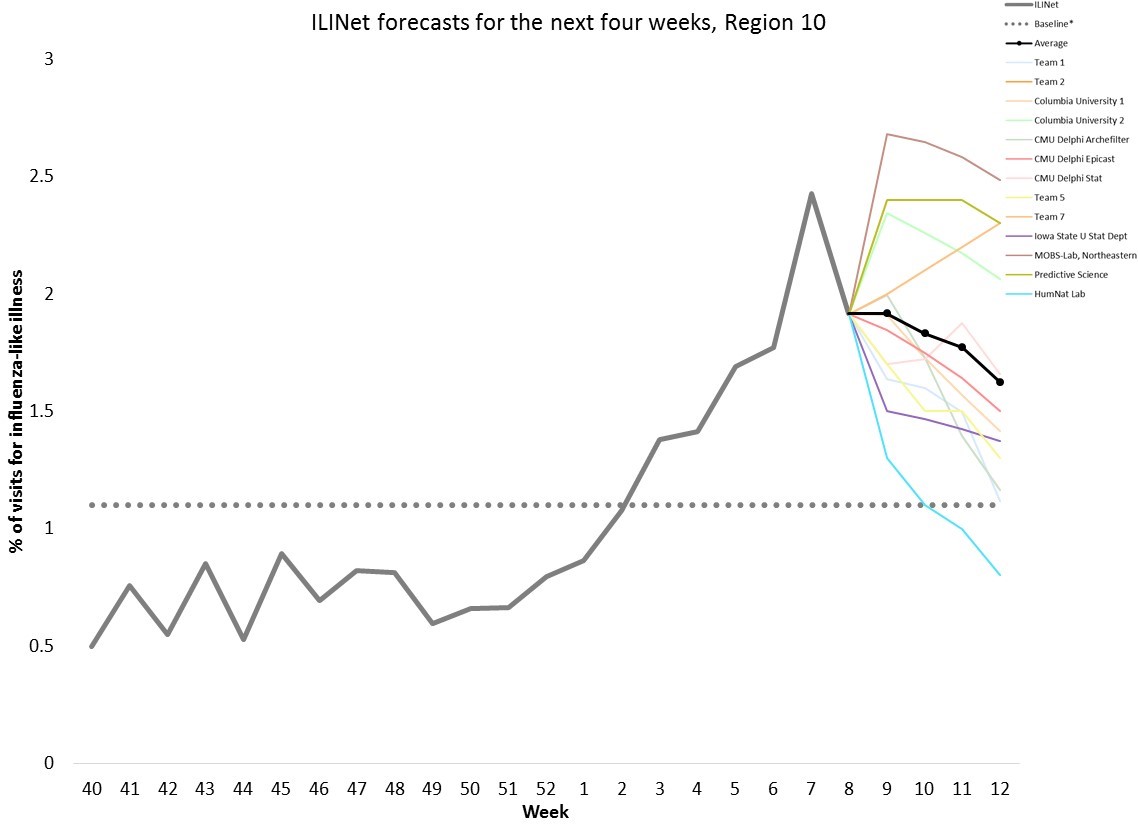 ILINet forecasts for the next four weeks, Region 10
ILINet
Baseline*
Average
Team 1
Team 2
Columbia University 1
Columbia University 2
CMU Delphi Archefilter
CMU Delphi Epicast
CMU Delphi Stat
Team 5
Team 7
Iowa State U Stat Dept
MOBS-Lab, Northeastern
Predictive Science
HumNat Lab
% of visits for influenza-like illness
3
2.5
2
1.5
1
0.5
0
40 41 42 43 44 45 46 47 48 49 50 51 52 1 2 3 4 5 6 7 8 9 10 11 12
Week